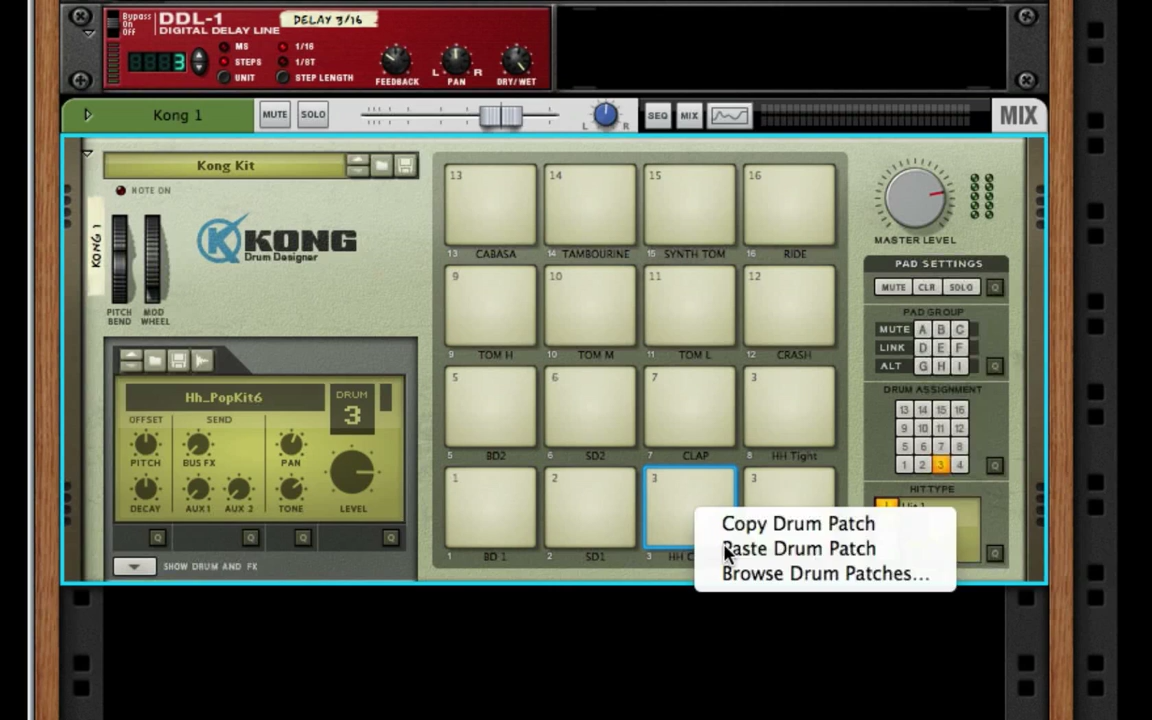 Bypass
On
Off
DDL-1
DIGITAL DELAY LINE
DELAY 3/16
3
MS
STEPS
UNIT
1/16
1/8T
STEP LENGTH
FEEDBACK
L R
PAN
DRY/WET
Kong 1
MUTE
SOLO
L R
SEQ
MIX
MIX
Kong Kit
NOTE ON
KONG 1
KONG
Drum Designer
PITCH BEND
MOD WHEEL
13 14 15 16
13 CABASA 14 TAMBOURINE 15 SYNTH TOM 16 RIDE
9 10 11 12
9 TOM H 10 TOM M 11 TOM L 12 CRASH
5 6 7 3
5 BD2 6 SD2 7 CLAP 8 HH Tight
1 2 3 3
1 BD 1 2 SD1 3 HH
MASTER LEVEL
PAD SETTINGS
MUTE CLR SOLO Q
PAD GROUP
MUTE A B C
LINK D E F
ALT G H I Q
DRUM ASSIGNMENT
13 14 15 16
9 10 11 12
5 6 7 8
1 2 3 4 Q
HIT TYPE
Q
Hh_PopKit6
DRUM
3
OFFSET SEND
PITCH BUS FX PAN
DECAY AUX 1 AUX 2 TONE LEVEL
Q Q Q Q
SHOW DRUM AND FX
Copy Drum Patch
Paste Drum Patch
Browse Drum Patches...